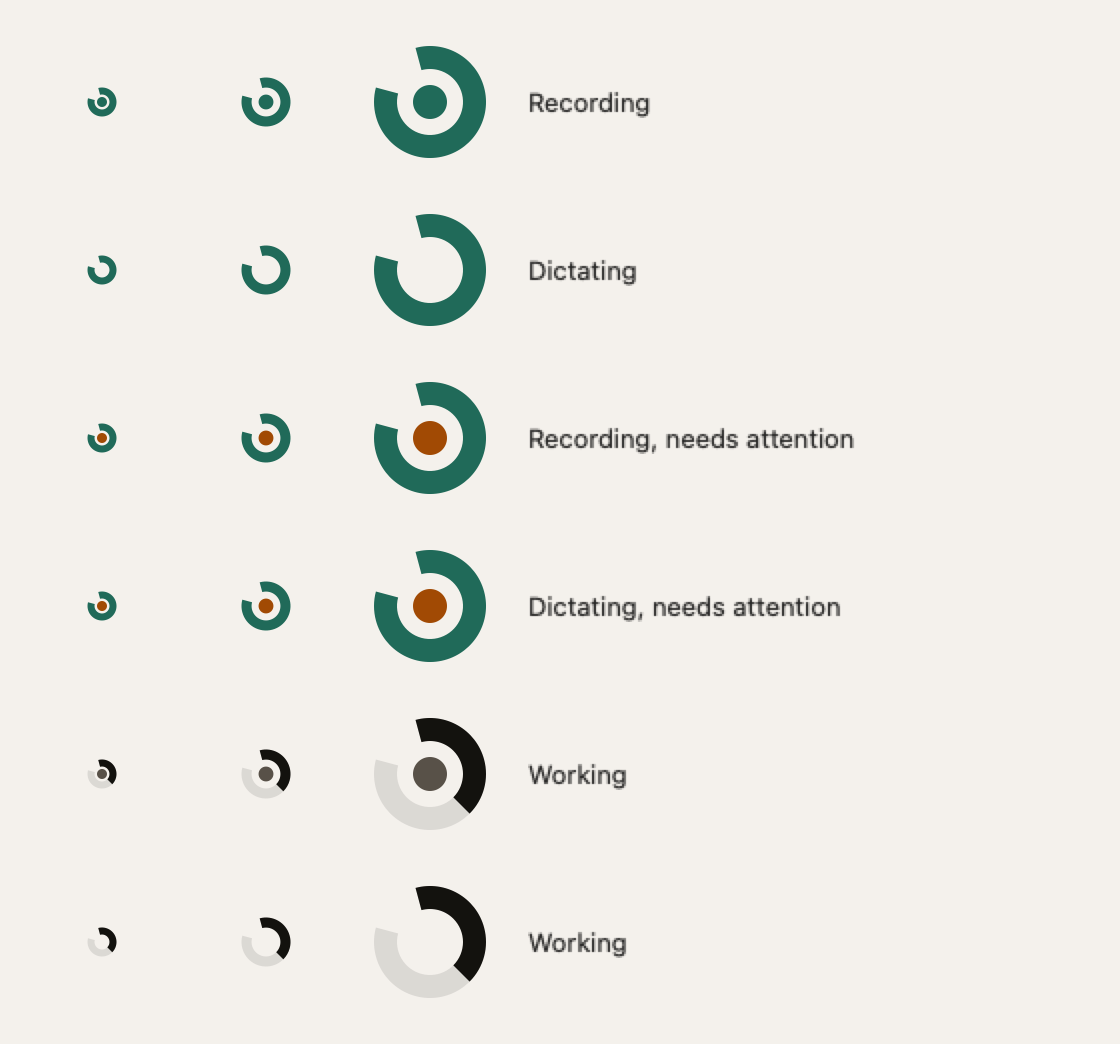 Recording
Dictating
Recording, needs attention
Dictating, needs attention
Working
Working